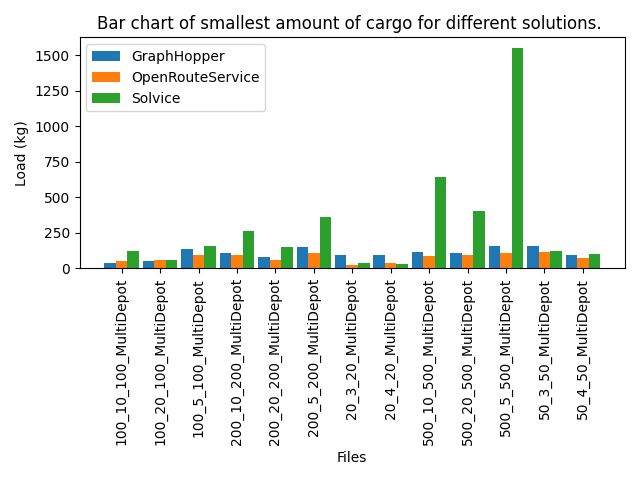 Bar chart of smallest amount of cargo for different solutions.
GraphHopper
OpenRouteService
Solvice
Load (kg)
1500
1250
1000
750
500
250
0
100_10_100_MultiDepot
100_20_100_MultiDepot
100_5_100_MultiDepot
200_10_200_MultiDepot
200_20_200_MultiDepot
200_5_200_MultiDepot
20_3_20_MultiDepot
20_4_20_MultiDepot
500_10_500_MultiDepot
500_20_500_MultiDepot
500_5_500_MultiDepot
50_3_50_MultiDepot
50_4_50_MultiDepot
Files